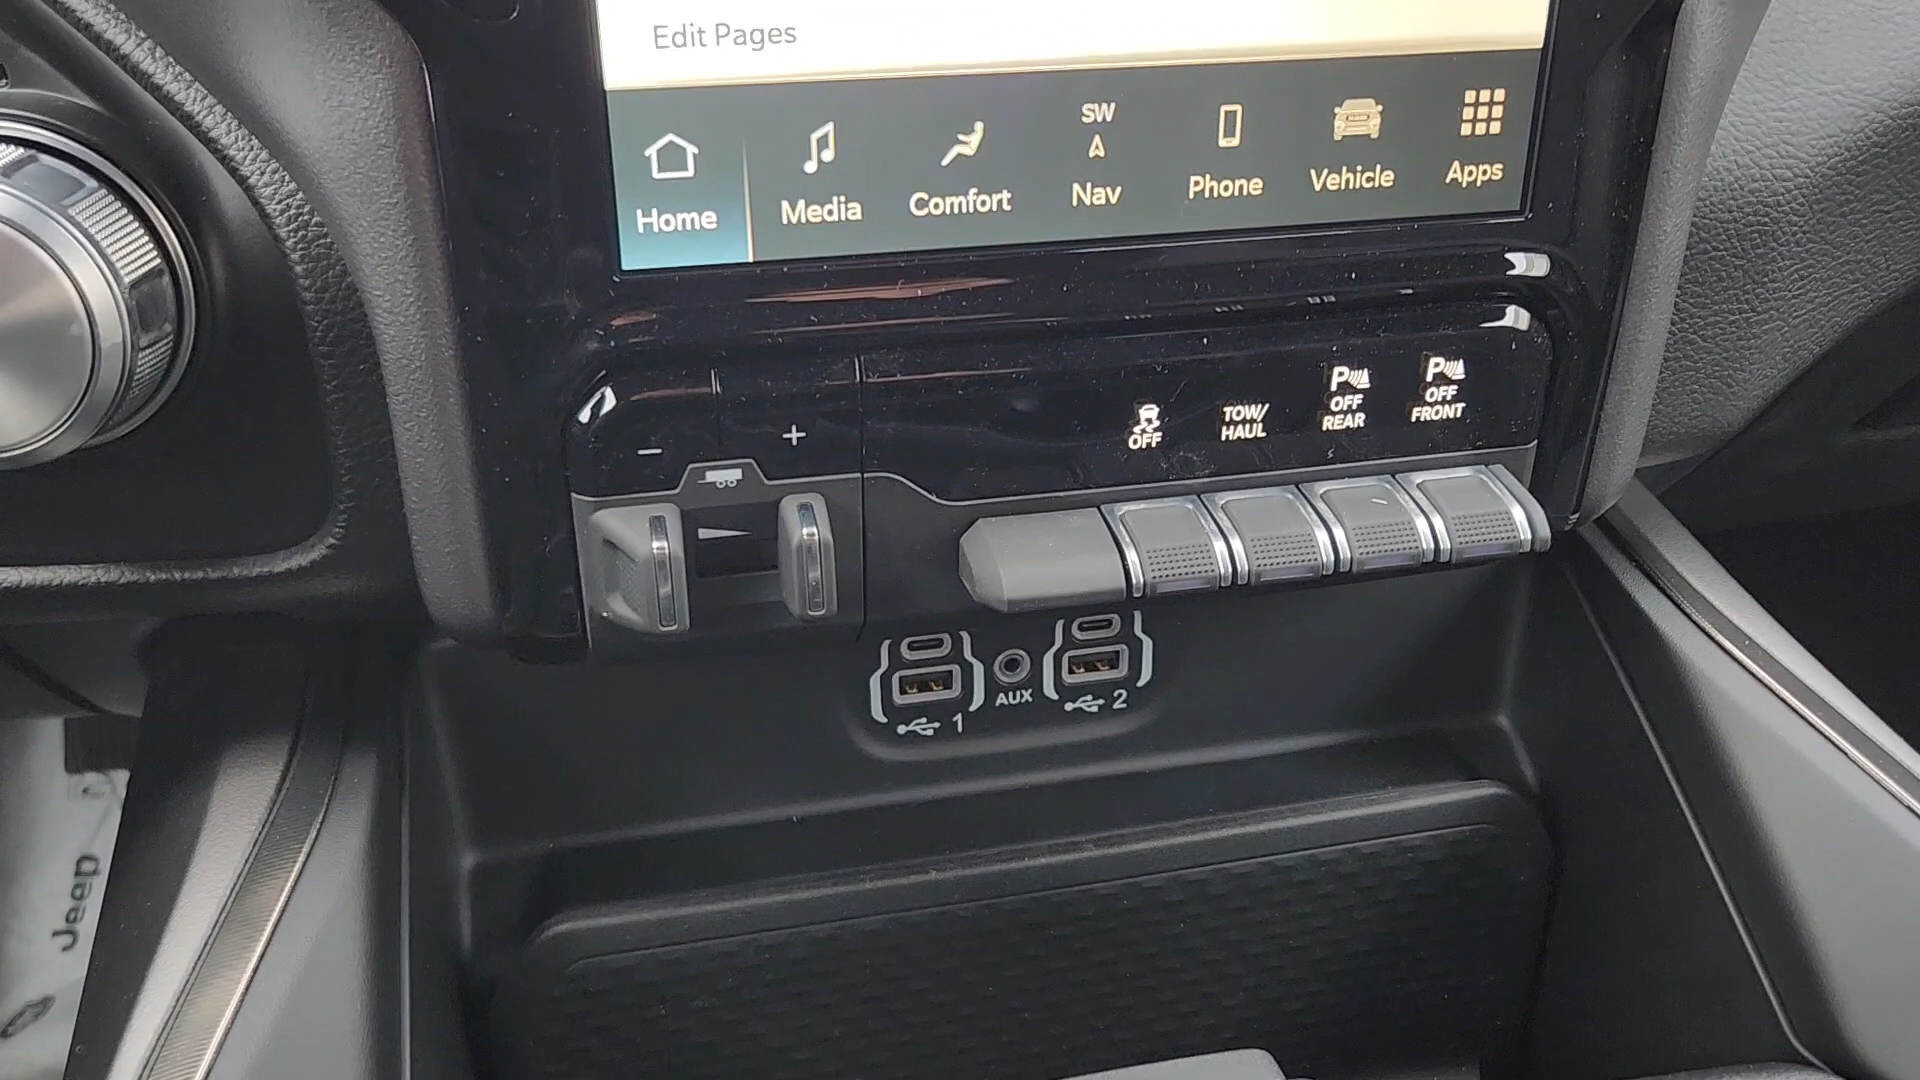 Edit Pages
SW
Home
Media
Comfort
Nav
Phone
Vehicle
Apps
− +
OFF
TOW/
HAUL
P
OFF
REAR
P
OFF
FRONT
1
AUX
2
Jeep